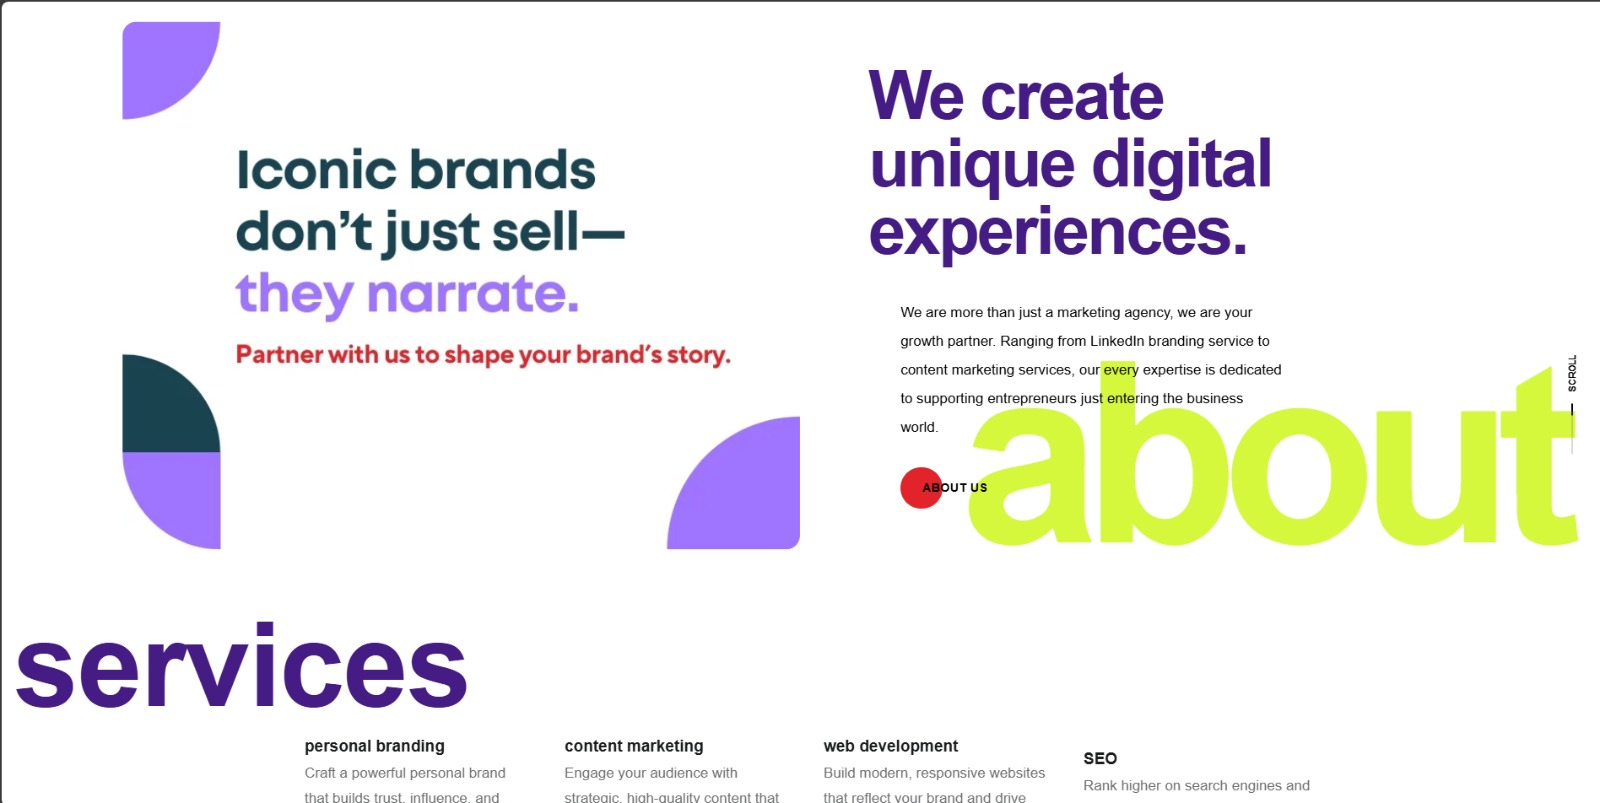 Iconic brands
don’t just sell—
they narrate.
Partner with us to shape your brand’s story.
We create
unique digital
experiences.
We are more than just a marketing agency, we are your
growth partner. Ranging from LinkedIn branding service to
content marketing services, our every expertise is dedicated
to supporting entrepreneurs just entering the business
world.
ABOUT US
about
SCROLL
services
personal branding
Craft a powerful personal brand
that builds trust, influence, and
content marketing
Engage your audience with
strategic, high-quality content that
web development
Build modern, responsive websites
that reflect your brand and drive
SEO
Rank higher on search engines and